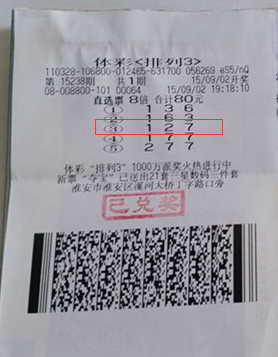 体彩<排列3>
110328-106800-012465-631700 056269 eS5/nQ
第 15238期 共1期 15/09/02开奖
08-008800-101 00064 15/09/02 19:18:10
直选票 8倍 合计80元
① 1 3 6
② 1 6 3
③ 1 2 7
④ 1 7 7
⑤ 2 7 7
体彩 "排列3" 1000万派奖火热进行中
新票 "夺宝" 已送出21套三星数码三件套
淮安市淮安区漕河大桥丁字路口旁
已兑奖